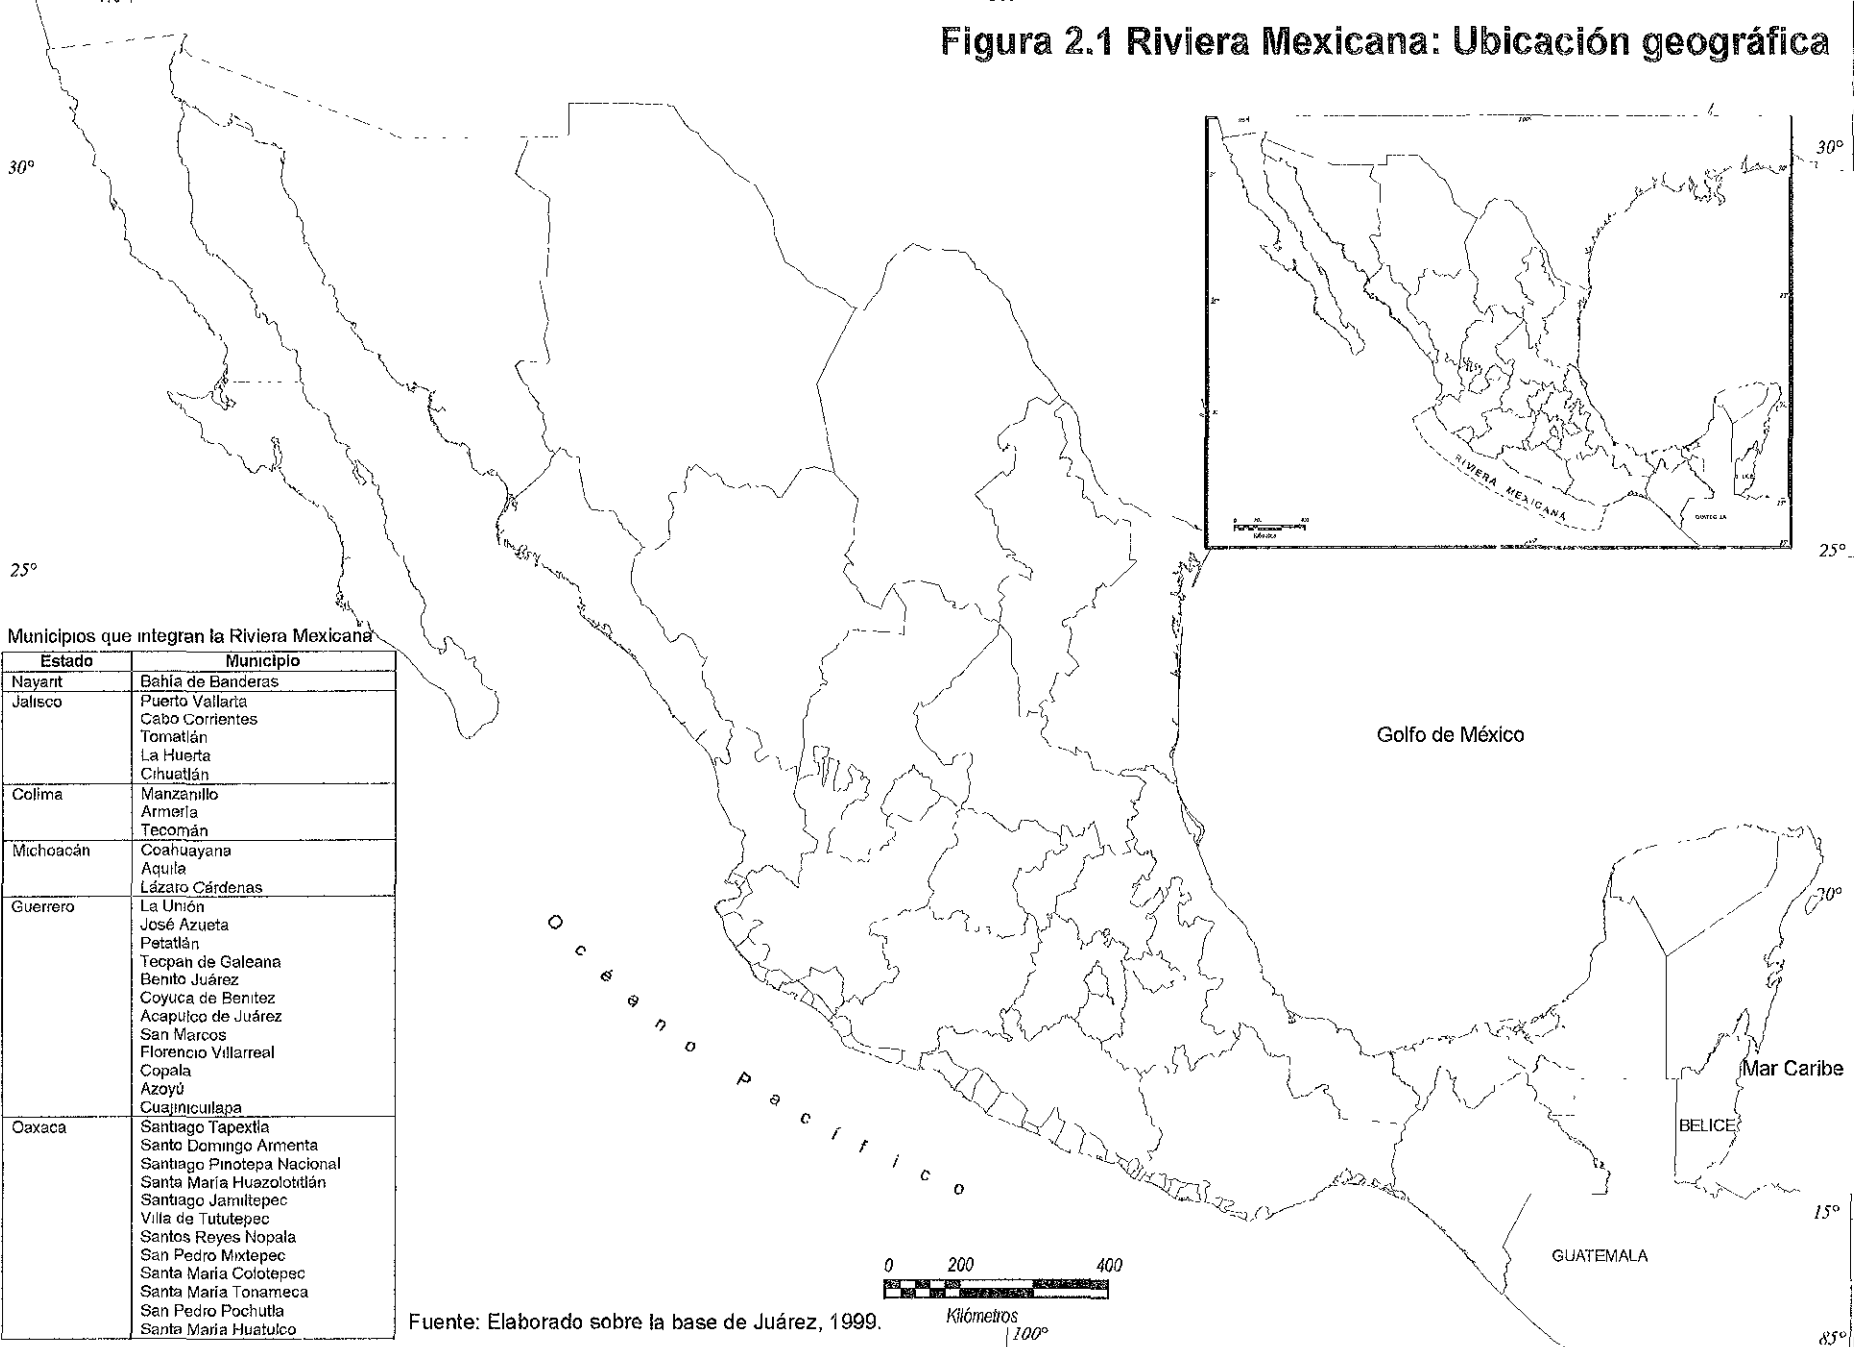 Figura 2.1 Riviera Mexicana: Ubicación geográfica
30°
30°
25°
25°
RIVIERA MEXICANA
0
400
Kilómetros
Municipios que integran la Riviera Mexicana
Estado Municipio
Nayarit Bahía de Banderas
Jalisco Puerto Vallarta
Cabo Corrientes
Tomatlán
La Huerta
Cihuatlán
Colima Manzanillo
Armería
Tecomán
Michoacán Coahuayana
Aquila
Lázaro Cárdenas
Guerrero La Unión
José Azueta
Petatlán
Tecpan de Galeana
Benito Juárez
Coyuca de Benítez
Acapulco de Juárez
San Marcos
Florencio Villarreal
Copala
Azoyú
Cuajinicuilapa
Oaxaca Santiago Tapextla
Santo Domingo Armenta
Santiago Pinotepa Nacional
Santa María Huazolotitlán
Santiago Jamiltepec
Villa de Tututepec
Santos Reyes Nopala
San Pedro Mixtepec
Santa María Colotepec
Santa María Tonameca
San Pedro Pochutla
Santa María Huatulco
Golfo de México
20°
Océano Pacífico
Mar Caribe
BELICE
15°
GUATEMALA
0 200 400
Kilómetros
Fuente: Elaborado sobre la base de Juárez, 1999.
100°
85°